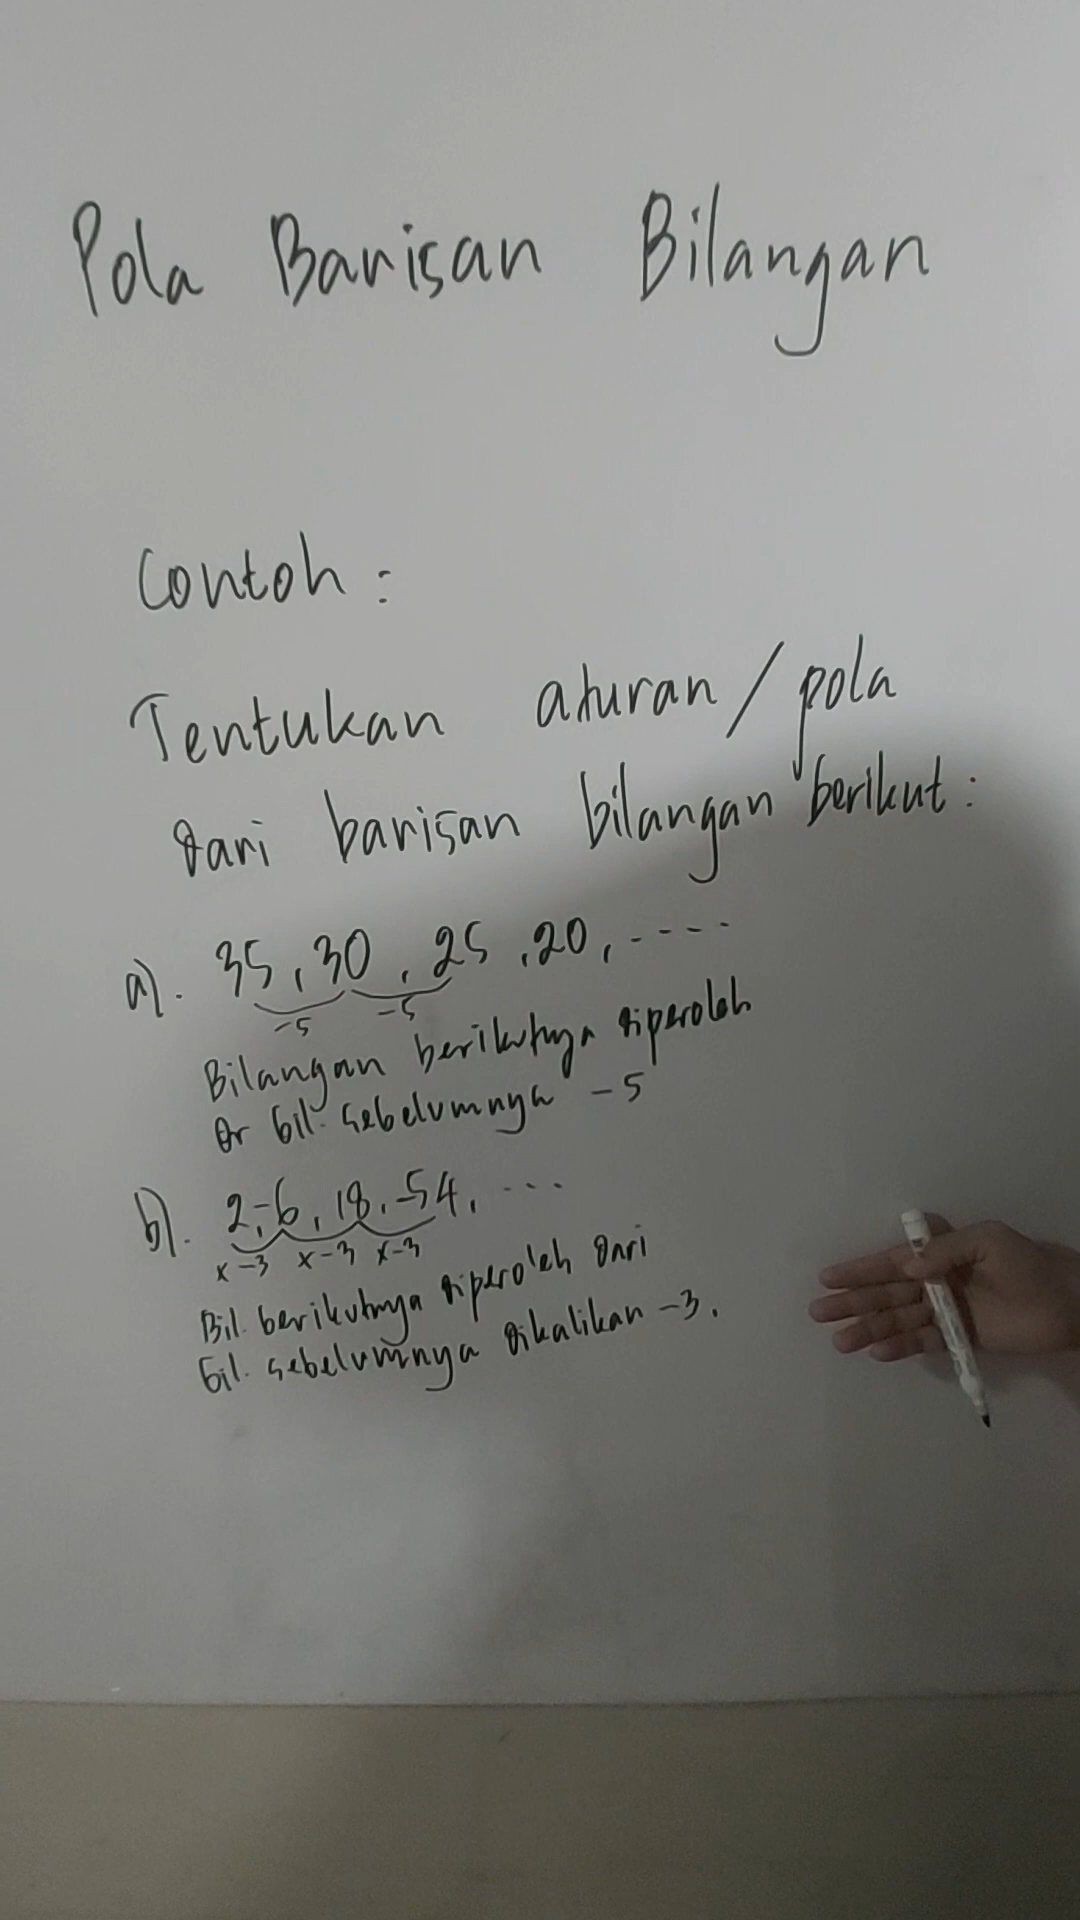 Pola Barisan Bilangan
Contoh :
Tentukan aturan / pola
dari barisan bilangan berikut :
a). 35, 30, 25, 20, ....
-5 -5
Bilangan berikutnya diperoleh
dr bil. sebelumnya -5
b). 2, -6, 18, -54, ...
x -3 x -3 x -3
Bil. berikutnya diperoleh dari
bil. sebelumnya dikalikan -3.